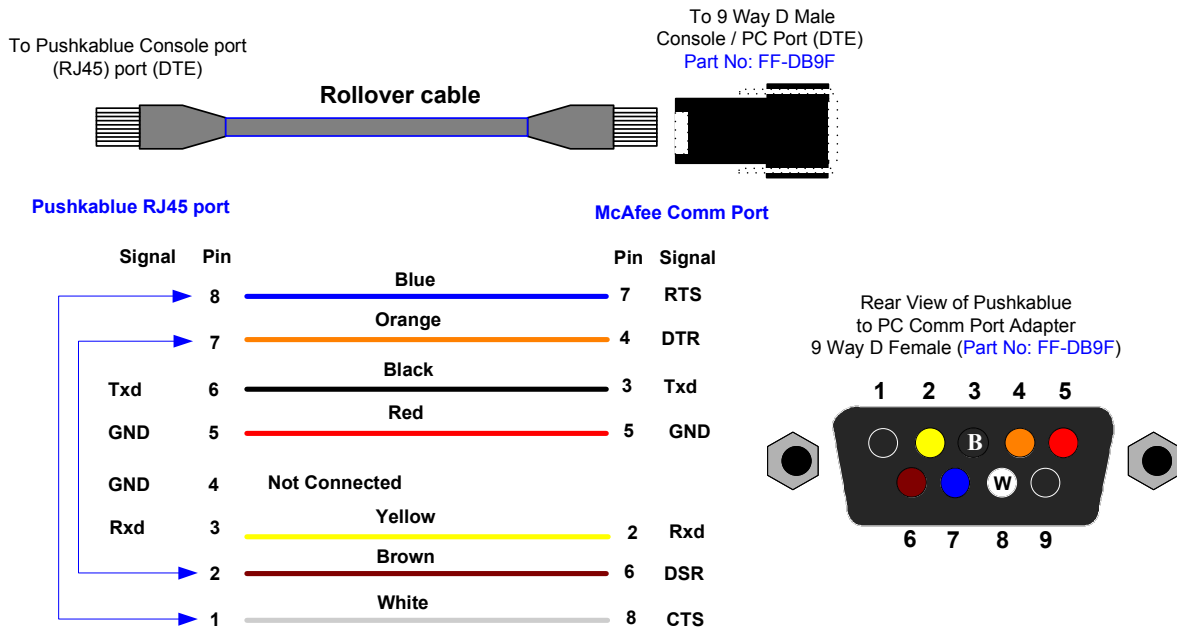 To Pushkablue Console port
(RJ45) port (DTE)
To 9 Way D Male
Console / PC Port (DTE)
Part No: FF-DB9F
Rollover cable
Pushkablue RJ45 port
McAfee Comm Port
Signal Pin
Pin Signal
8 Blue 7 RTS
7 Orange 4 DTR
Txd 6 Black 3 Txd
GND 5 Red 5 GND
GND 4 Not Connected
Rxd 3 Yellow 2 Rxd
2 Brown 6 DSR
1 White 8 CTS
Rear View of Pushkablue
to PC Comm Port Adapter
9 Way D Female (Part No: FF-DB9F)
1 2 3 4 5
B
W
6 7 8 9